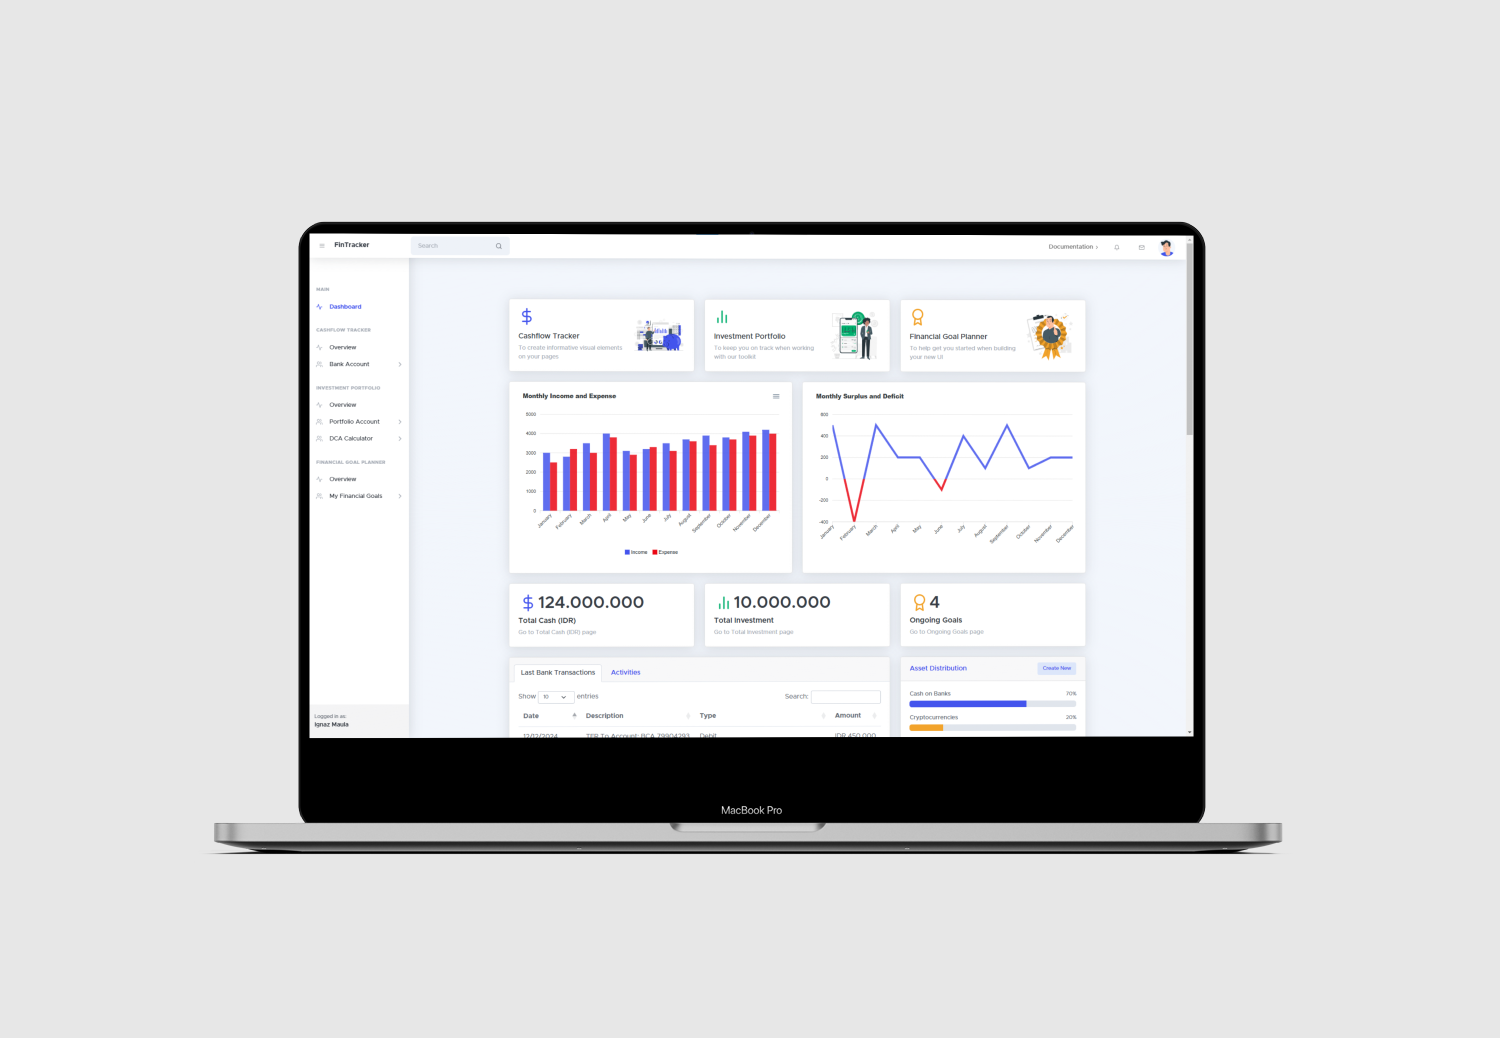 FinTracker
Search
Documentation
MAIN
Dashboard
CASHFLOW TRACKER
Overview
Bank Account
INVESTMENT PORTFOLIO
Overview
Portfolio Account
DCA Calculator
FINANCIAL GOAL PLANNER
Overview
My Financial Goals
Logged in as:
Ignaz Maula
Cashflow Tracker
To create informative visual elements
on your pages
Investment Portfolio
To keep you on track when working
with our toolkit
Financial Goal Planner
To help get you started when building
your new UI
Monthly Income and Expense
5000
4000
3000
2000
1000
0
January
February
March
April
May
June
July
August
September
October
November
December
Income Expense
Monthly Surplus and Deficit
600
400
200
0
-200
-400
January
February
March
April
May
June
July
August
September
October
November
December
124.000.000
Total Cash (IDR)
Go to Total Cash (IDR) page
10.000.000
Total Investment
Go to Total Investment page
4
Ongoing Goals
Go to Ongoing Goals page
Last Bank Transactions Activities
Show 10 entries Search:
Date Description Type Amount
12/12/2024 TFR To Account: BCA 79904293 Debit IDR 450.000
Asset Distribution Create New
Cash on Banks 70%
Cryptocurrencies 20%
MacBook Pro